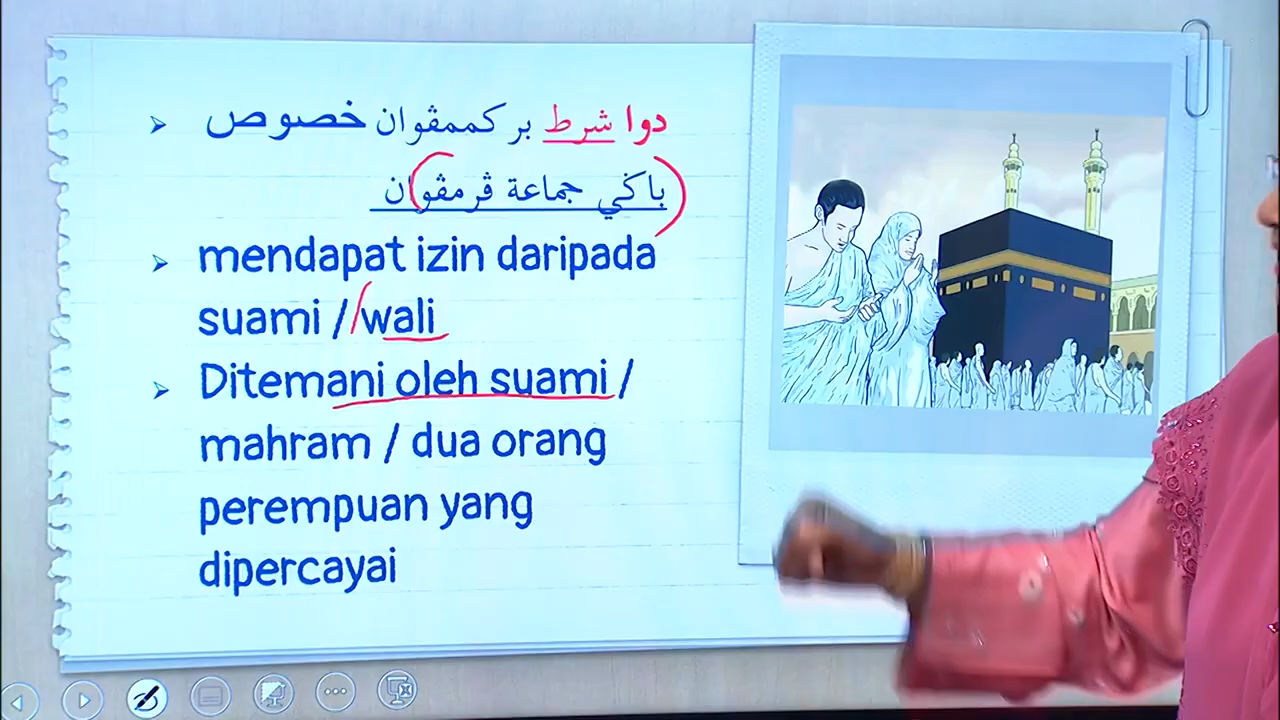 دوا شرط بركممڤوان خصوص
باݢي جماعة ڤرمڤوان
mendapat izin daripada
suami / wali
Ditemani oleh suami /
mahram / dua orang
perempuan yang
dipercayai